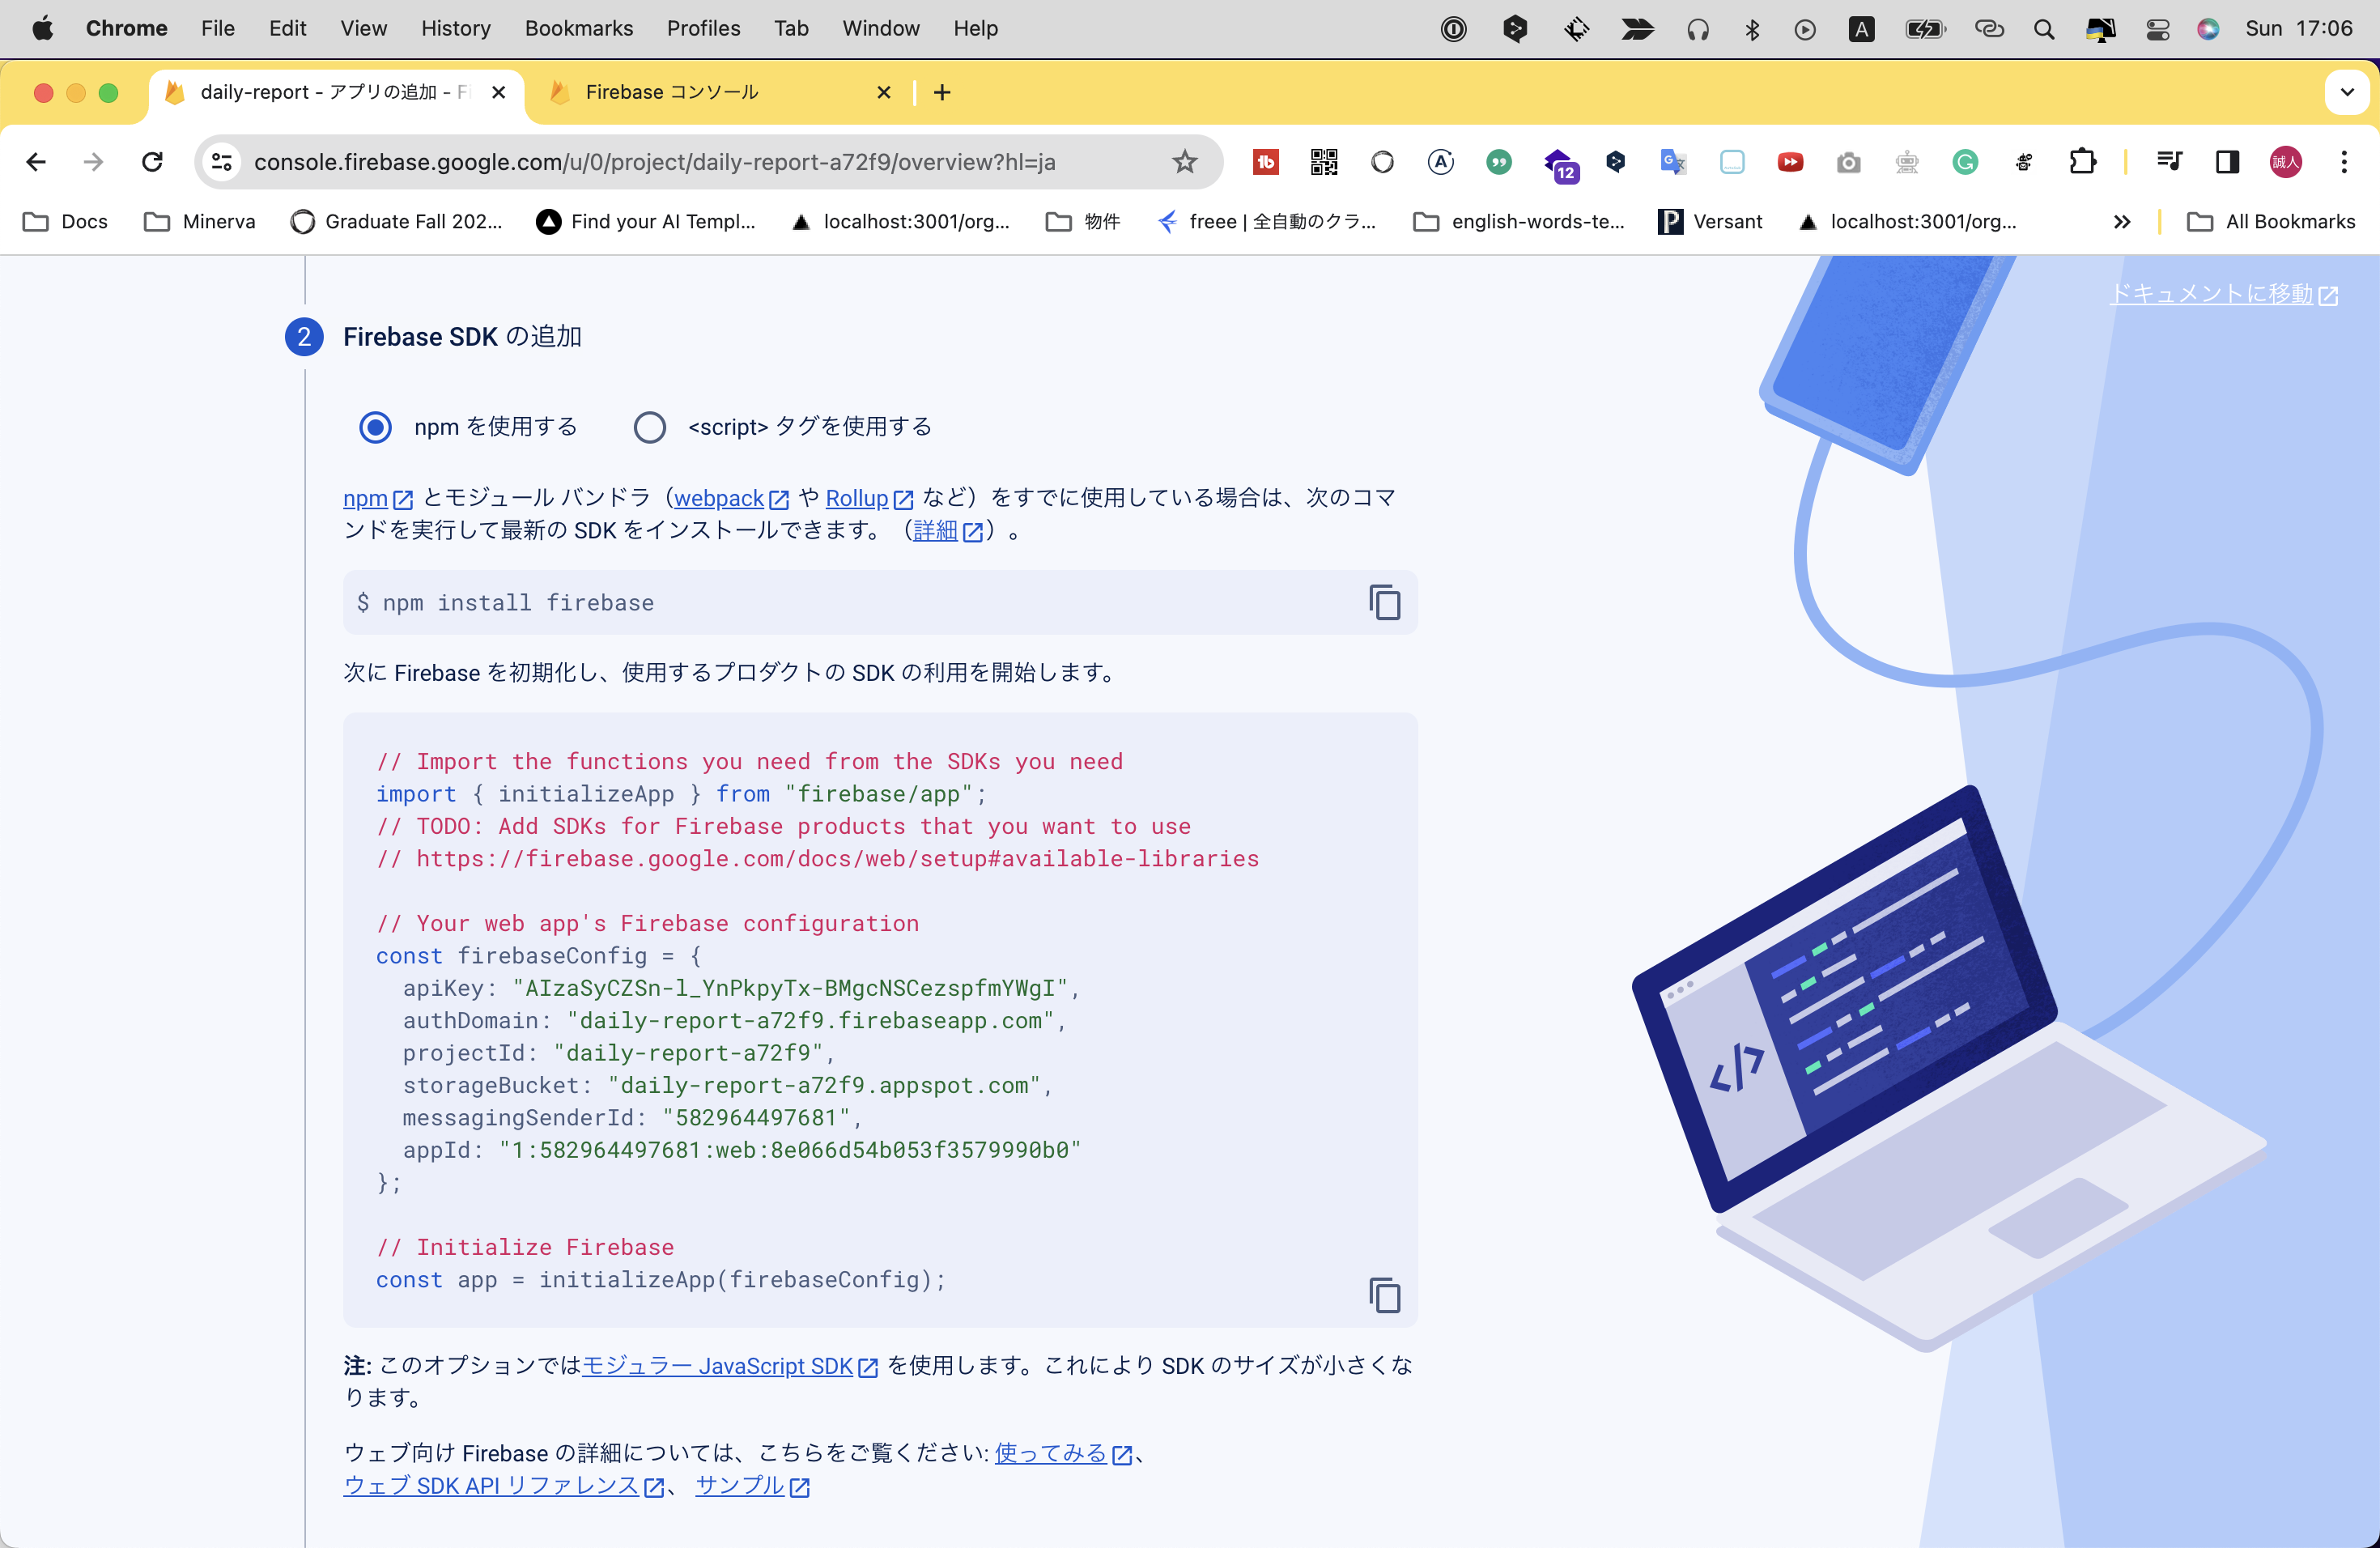 Chrome File Edit View History Bookmarks Profiles Tab Window Help A Sun 17:06
daily-report - アプリの追加 - Fi Firebase コンソール
console.firebase.google.com/u/0/project/daily-report-a72f9/overview?hl=ja 12 誠人
Docs Minerva Graduate Fall 202... Find your AI Templ... localhost:3001/org... 物件 freee | 全自動のクラ... english-words-te... Versant localhost:3001/org... All Bookmarks
ドキュメントに移動
2 Firebase SDK の追加
npm を使用する <script> タグを使用する
npm とモジュール バンドラ（webpack や Rollup など）をすでに使用している場合は、次のコマ
ンドを実行して最新の SDK をインストールできます。（詳細）。
$ npm install firebase
次に Firebase を初期化し、使用するプロダクトの SDK の利用を開始します。
// Import the functions you need from the SDKs you need
import { initializeApp } from "firebase/app";
// TODO: Add SDKs for Firebase products that you want to use
// https://firebase.google.com/docs/web/setup#available-libraries
// Your web app's Firebase configuration
const firebaseConfig = {
apiKey: "AIzaSyCZSn-l_YnPkpyTx-BMgcNSCezspfmYWgI",
authDomain: "daily-report-a72f9.firebaseapp.com",
projectId: "daily-report-a72f9",
storageBucket: "daily-report-a72f9.appspot.com",
messagingSenderId: "582964497681",
appId: "1:582964497681:web:8e066d54b053f3579990b0"
};
// Initialize Firebase
const app = initializeApp(firebaseConfig);
注: このオプションではモジュラー JavaScript SDK を使用します。これにより SDK のサイズが小さくな
ります。
ウェブ向け Firebase の詳細については、こちらをご覧ください: 使ってみる、
ウェブ SDK API リファレンス、 サンプル